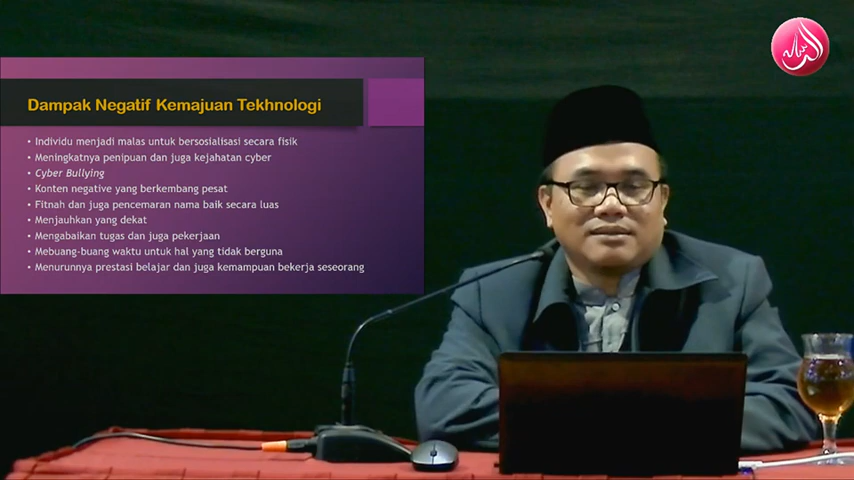 Dampak Negatif Kemajuan Tekhnologi
• Individu menjadi malas untuk bersosialisasi secara fisik
• Meningkatnya penipuan dan juga kejahatan cyber
• Cyber Bullying
• Konten negative yang berkembang pesat
• Fitnah dan juga pencemaran nama baik secara luas
• Menjauhkan yang dekat
• Mengabaikan tugas dan juga pekerjaan
• Mebuang-buang waktu untuk hal yang tidak berguna
• Menurunnya prestasi belajar dan juga kemampuan bekerja seseorang